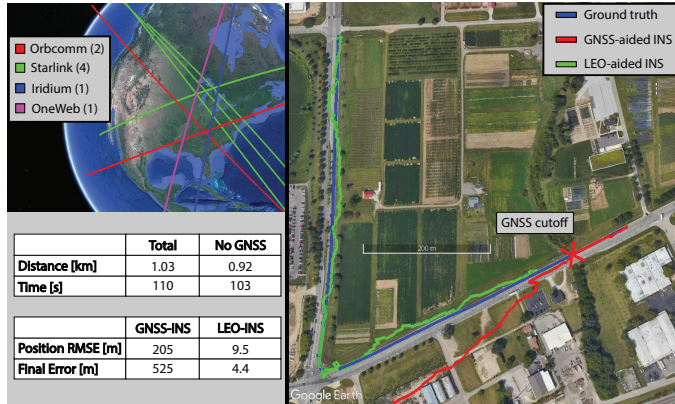 Orbcomm (2)
Starlink (4)
Iridium (1)
OneWeb (1)
Total No GNSS
Distance [km] 1.03 0.92
Time [s] 110 103
GNSS-INS LEO-INS
Position RMSE [m] 205 9.5
Final Error [m] 525 4.4
Ground truth
GNSS-aided INS
LEO-aided INS
GNSS cutoff
200 m
Google Earth